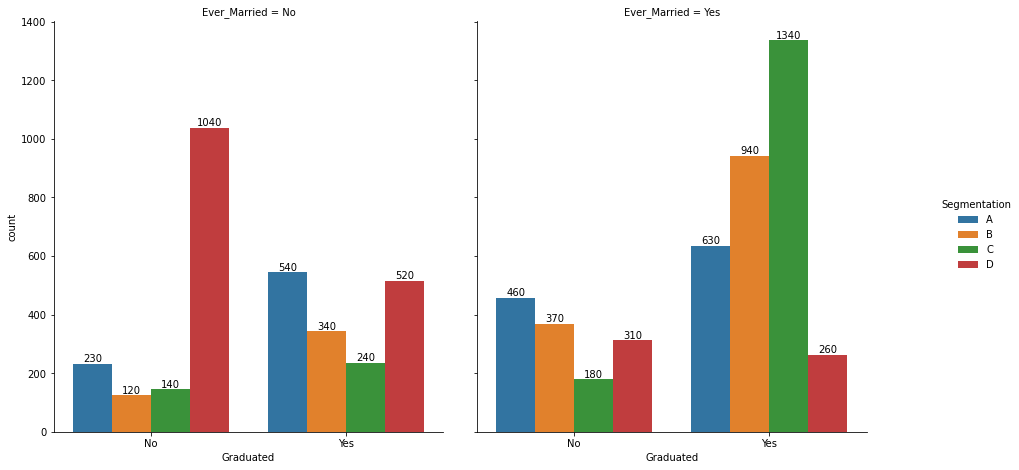 Ever_Married = No
Ever_Married = Yes
1400
1200
1000
800
600
400
200
0
count
230
120
140
1040
540
340
240
520
460
370
180
310
630
940
1340
260
No
Yes
No
Yes
Graduated
Graduated
Segmentation
A
B
C
D